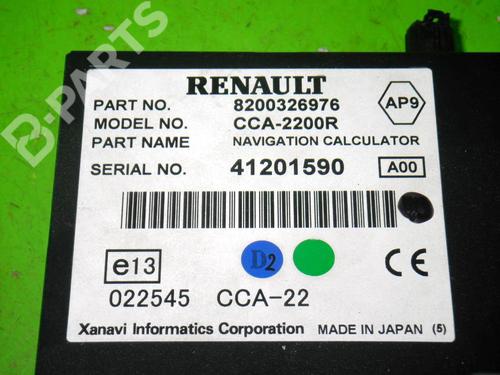 RENAULT
AP9
PART NO. 8200326976
MODEL NO. CCA-2200R
PART NAME NAVIGATION CALCULATOR
SERIAL NO. 41201590 A00
e13 D2 CE
022545 CCA-22
Xanavi Informatics Corporation MADE IN JAPAN (5)
B-PARTS